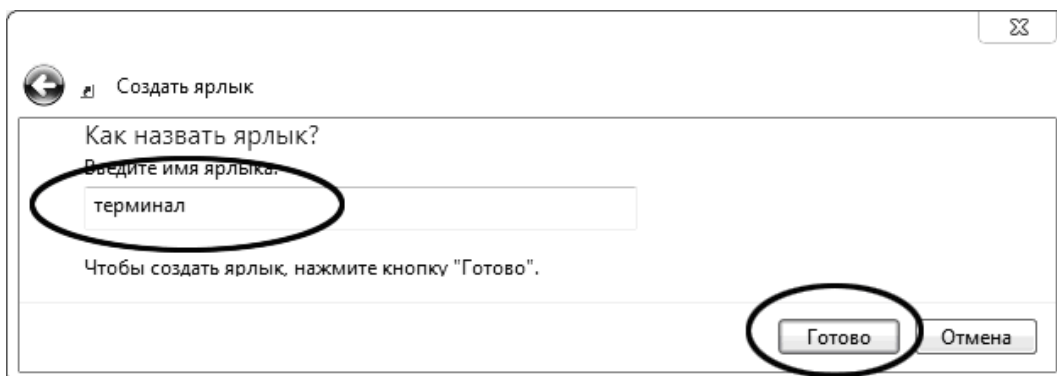 Создать ярлык
Как назвать ярлык?
Введите имя ярлыка:
терминал
Чтобы создать ярлык, нажмите кнопку "Готово".
Готово Отмена